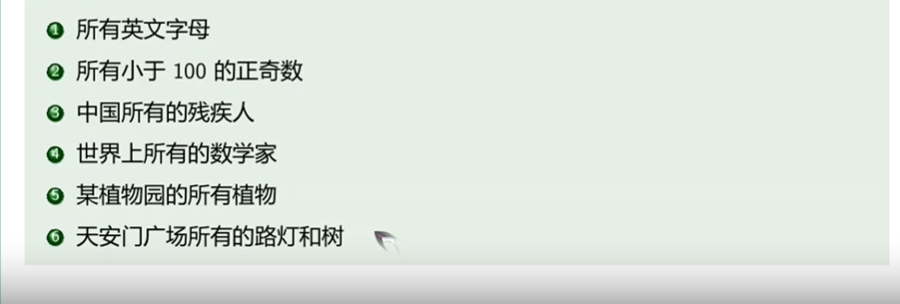 1 所有英文字母
2 所有小于 100 的正奇数
3 中国所有的残疾人
4 世界上所有的数学家
5 某植物园的所有植物
6 天安门广场所有的路灯和树